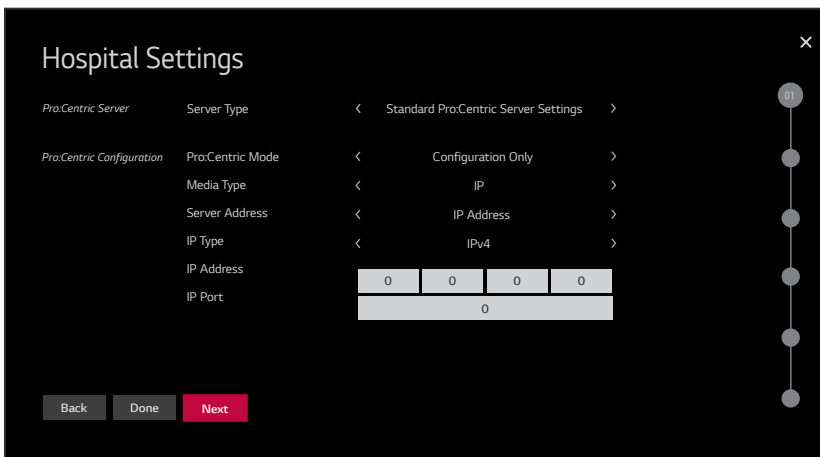 Hospital Settings
×
01
Pro:Centric Server Server Type < Standard Pro:Centric Server Settings >
Pro:Centric Configuration Pro:Centric Mode < Configuration Only >
Media Type < IP >
Server Address < IP Address >
IP Type < IPv4 >
IP Address 0 0 0 0
IP Port 0
Back Done Next